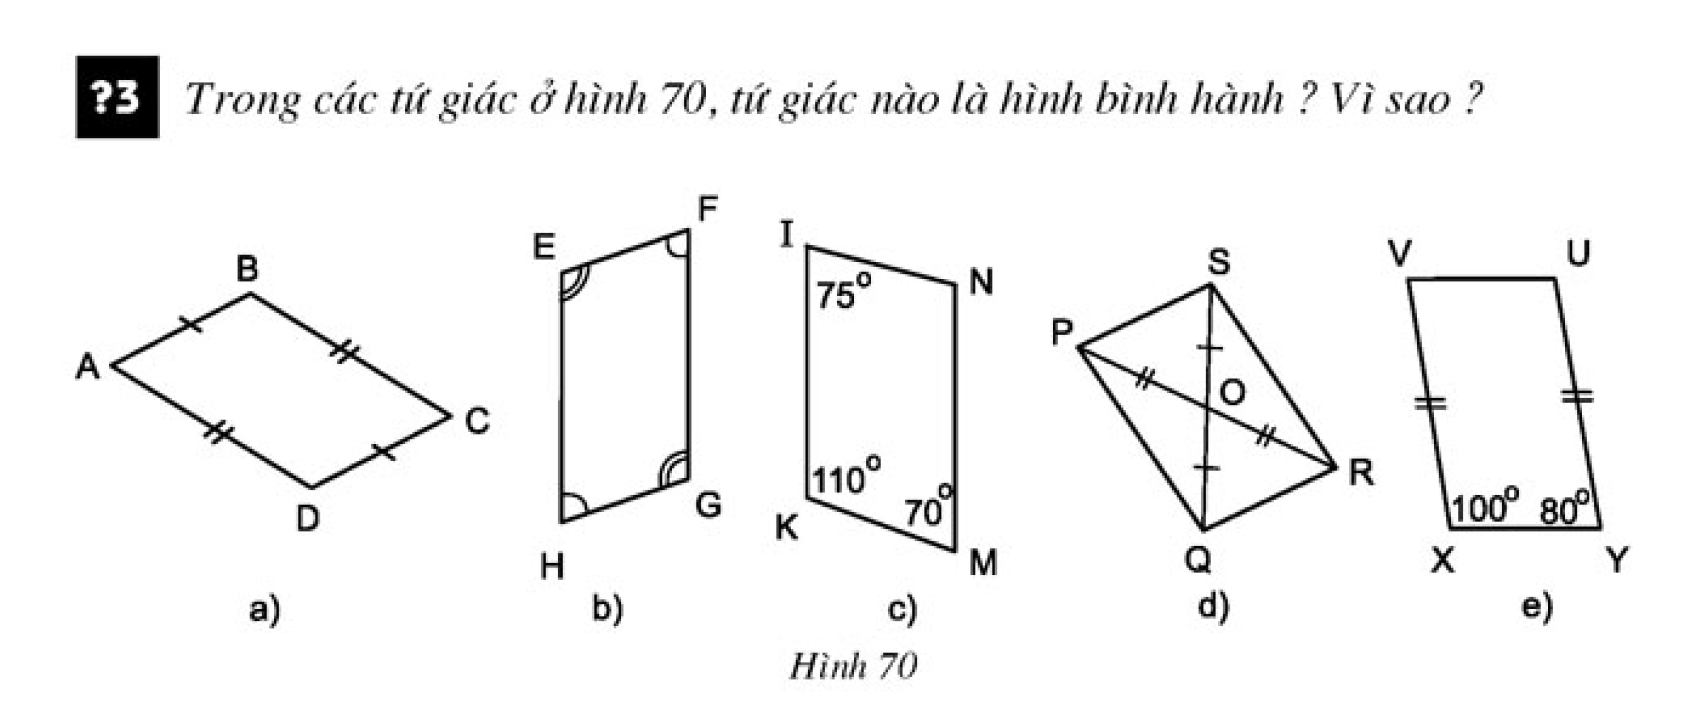 ?3 Trong các tứ giác ở hình 70, tứ giác nào là hình bình hành ? Vì sao ?
B
A
C
D
a)
E
F
H
G
b)
I
N
75°
110°
70°
K
M
c)
S
P
O
R
Q
d)
V
U
100°
80°
X
Y
e)
Hình 70